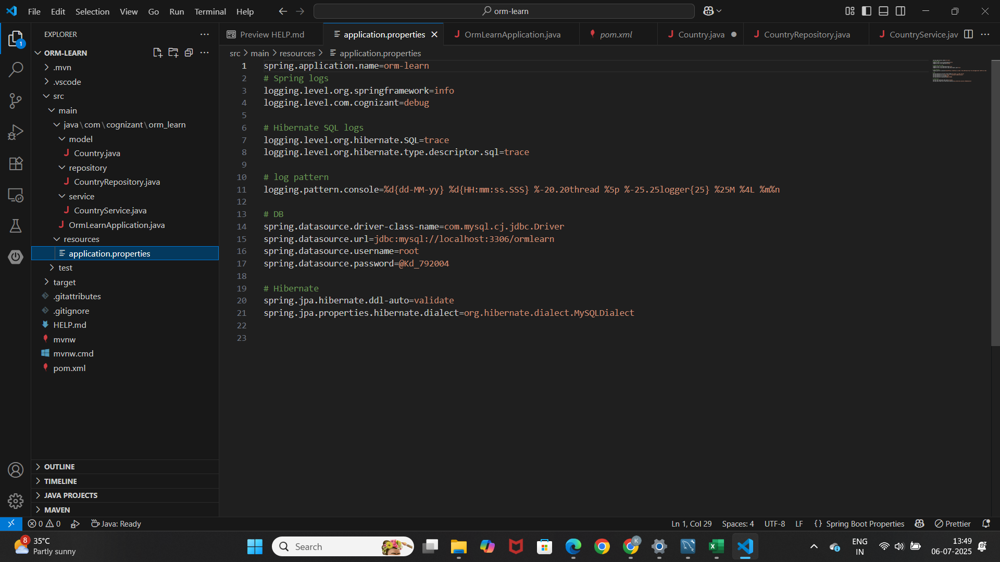 File Edit Selection View Go Run Terminal Help
orm-learn
EXPLORER
ORM-LEARN
.mvn
.vscode
src
main
java\com\cognizant\orm_learn
model
Country.java
repository
CountryRepository.java
service
CountryService.java
OrmLearnApplication.java
resources
application.properties
test
target
.gitattributes
.gitignore
HELP.md
mvnw
mvnw.cmd
pom.xml
OUTLINE
TIMELINE
JAVA PROJECTS
MAVEN
1
Preview HELP.md application.properties OrmLearnApplication.java pom.xml Country.java CountryRepository.java CountryService.jav
src > main > resources > application.properties
1 spring.application.name=orm-learn
2 # Spring logs
3 logging.level.org.springframework=info
4 logging.level.com.cognizant=debug
5
6 # Hibernate SQL logs
7 logging.level.org.hibernate.SQL=trace
8 logging.level.org.hibernate.type.descriptor.sql=trace
9
10 # log pattern
11 logging.pattern.console=%d{dd-MM-yy} %d{HH:mm:ss.SSS} %-20.20thread %5p %-25.25logger{25} %25M %4L %m%n
12
13 # DB
14 spring.datasource.driver-class-name=com.mysql.cj.jdbc.Driver
15 spring.datasource.url=jdbc:mysql://localhost:3306/ormlearn
16 spring.datasource.username=root
17 spring.datasource.password=@Kd_792004
18
19 # Hibernate
20 spring.jpa.hibernate.ddl-auto=validate
21 spring.jpa.properties.hibernate.dialect=org.hibernate.dialect.MySQLDialect
22
23
0 0 Java: Ready
Ln 1, Col 29 Spaces: 4 UTF-8 LF {} Spring Boot Properties Prettier
8
35°C
Partly sunny
Search
K
ENG
IN
13:49
06-07-2025